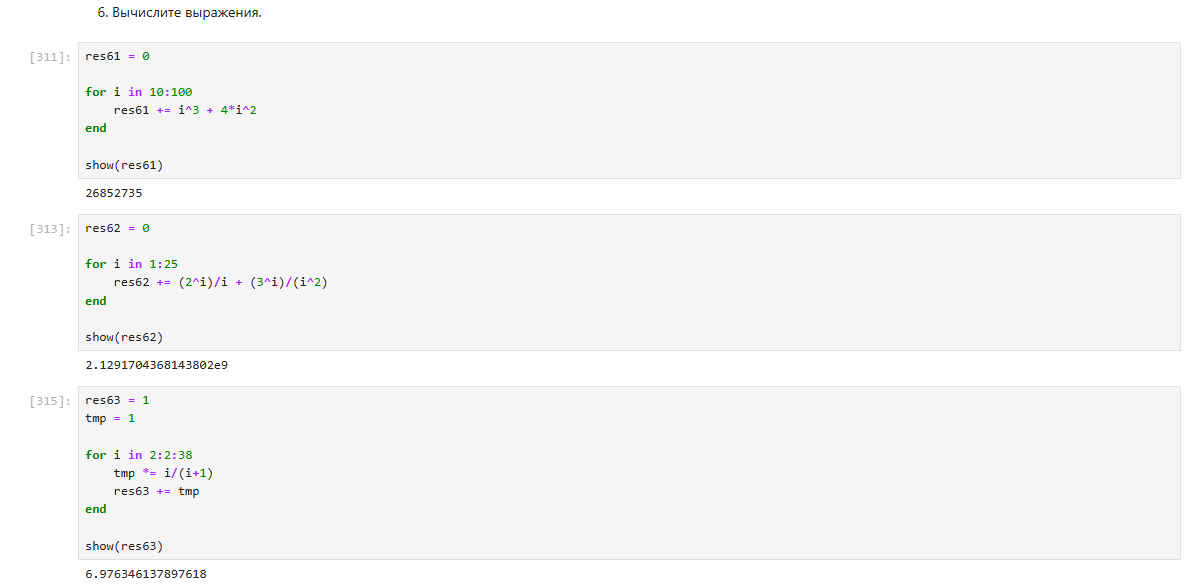 6. Вычислите выражения.
[311]:
res61 = 0
for i in 10:100
    res61 += i^3 + 4*i^2
end
show(res61)
26852735
[313]:
res62 = 0
for i in 1:25
    res62 += (2^i)/i + (3^i)/(i^2)
end
show(res62)
2.1291704368143802e9
[315]:
res63 = 1
tmp = 1
for i in 2:2:38
    tmp *= i/(i+1)
    res63 += tmp
end
show(res63)
6.976346137897618